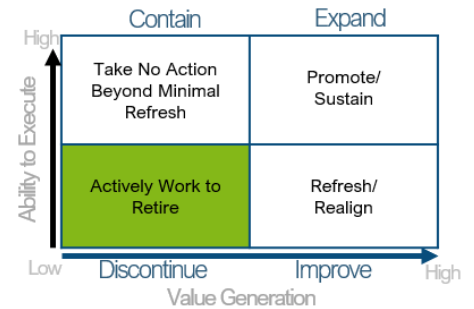 Contain
Expand
High
Take No Action
Beyond Minimal
Refresh
Promote/
Sustain
Ability to Execute
Actively Work to
Retire
Refresh/
Realign
Low
Discontinue
Improve
High
Value Generation